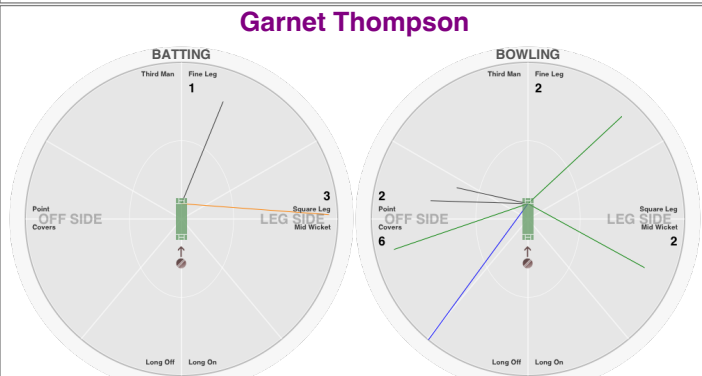 Garnet Thompson
BATTING
Third Man Fine Leg
1
3
Point
Square Leg
OFF SIDE
LEG SIDE
Covers
Mid Wicket
Long Off Long On
BOWLING
Third Man Fine Leg
2
2
Point
Square Leg
OFF SIDE
LEG SIDE
Covers
Mid Wicket
6
2
Long Off Long On